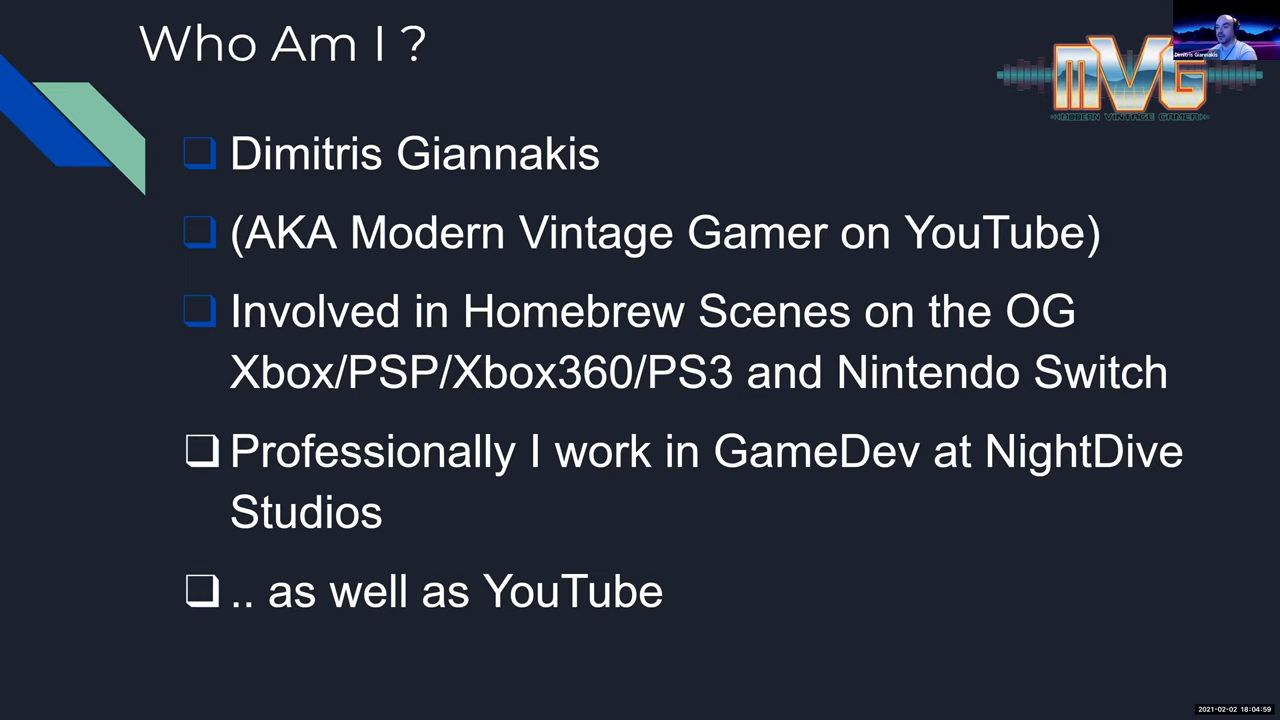 Who Am I ?
mVG
MODERN VINTAGE GAMER
Dimitris Giannakis
Dimitris Giannakis
(AKA Modern Vintage Gamer on YouTube)
Involved in Homebrew Scenes on the OG
Xbox/PSP/Xbox360/PS3 and Nintendo Switch
Professionally I work in GameDev at NightDive
Studios
.. as well as YouTube
2021-02-02 18:04:59